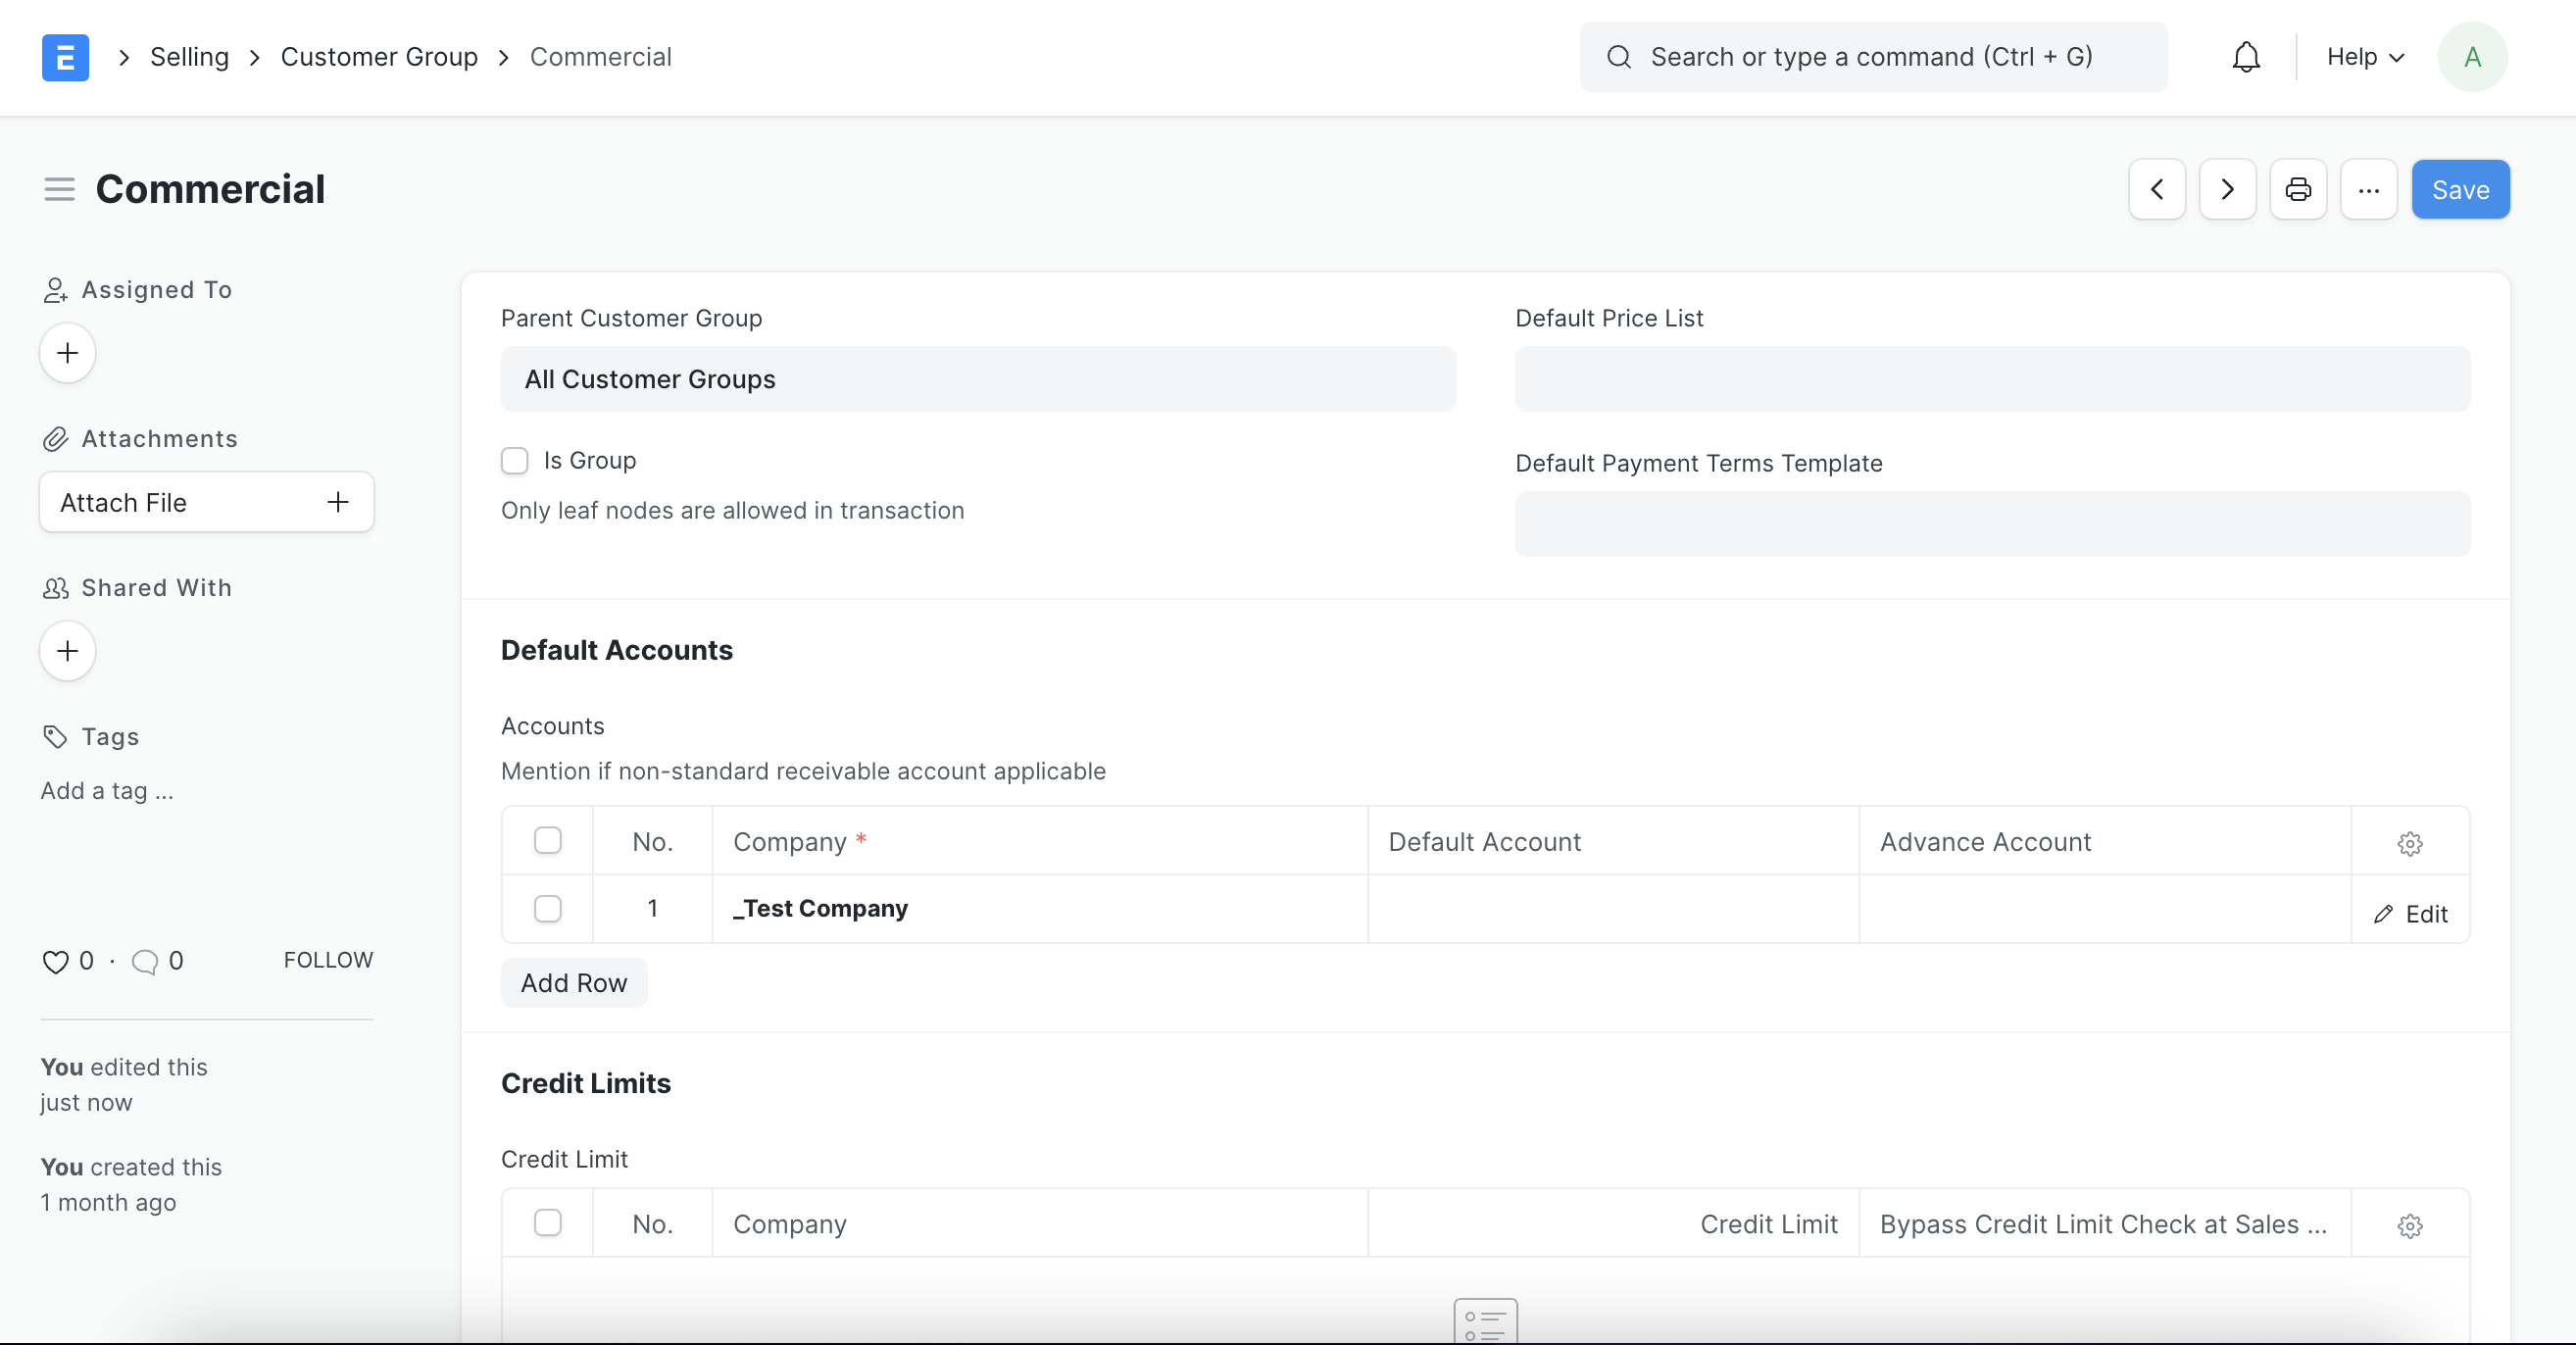 Selling Customer Group Commercial
Search or type a command (Ctrl + G)
Help
A
Commercial
Save
Assigned To
Attachments
Attach File
Shared With
Tags
Add a tag ...
0 · 0 FOLLOW
You edited this
just now
You created this
1 month ago
Parent Customer Group
All Customer Groups
Is Group
Only leaf nodes are allowed in transaction
Default Price List
Default Payment Terms Template
Default Accounts
Accounts
Mention if non-standard receivable account applicable
No. Company * Default Account Advance Account
1 _Test Company Edit
Add Row
Credit Limits
Credit Limit
No. Company Credit Limit Bypass Credit Limit Check at Sales ...